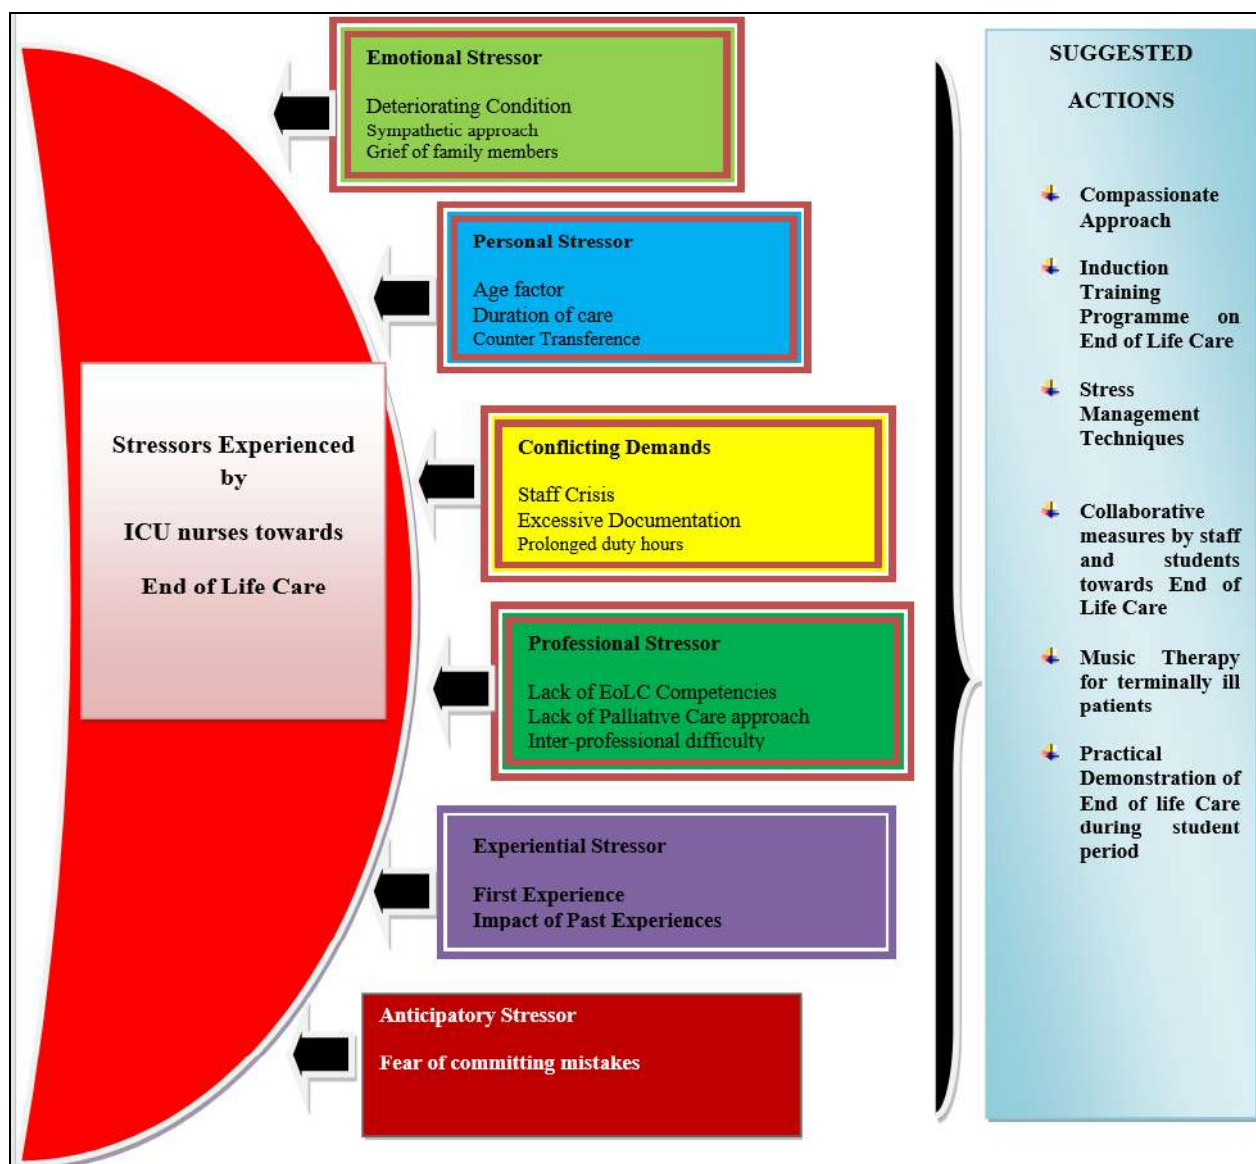 Stressors Experienced
by
ICU nurses towards
End of Life Care
Emotional Stressor
Deteriorating Condition
Sympathetic approach
Grief of family members
Personal Stressor
Age factor
Duration of care
Counter Transference
Conflicting Demands
Staff Crisis
Excessive Documentation
Prolonged duty hours
Professional Stressor
Lack of EoLC Competencies
Lack of Palliative Care approach
Inter-professional difficulty
Experiential Stressor
First Experience
Impact of Past Experiences
Anticipatory Stressor
Fear of committing mistakes
SUGGESTED
ACTIONS
Compassionate
Approach
Induction
Training
Programme on
End of Life Care
Stress
Management
Techniques
Collaborative
measures by staff
and students
towards End of
Life Care
Music Therapy
for terminally ill
patients
Practical
Demonstration of
End of life Care
during student
period